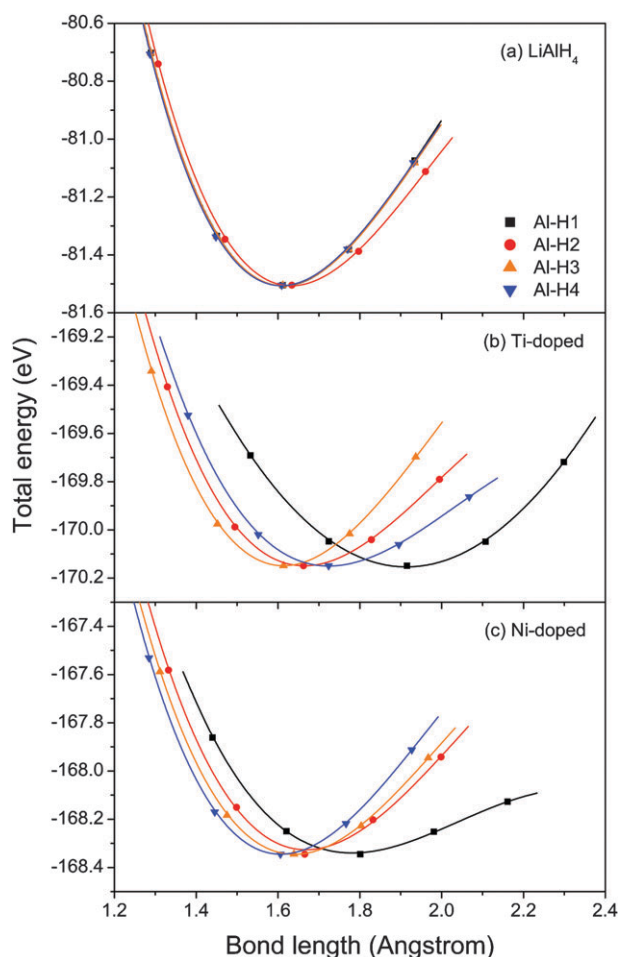 -80.6
(a) LiAlH₄
-80.8
-81.0
-81.2
Al-H1
Al-H2
-81.4
Al-H3
Al-H4
-81.6
-169.2
(b) Ti-doped
-169.4
-169.6
-169.8
-170.0
-170.2
Total energy (eV)
-167.4
(c) Ni-doped
-167.6
-167.8
-168.0
-168.2
-168.4
1.2 1.4 1.6 1.8 2.0 2.2 2.4
Bond length (Angstrom)